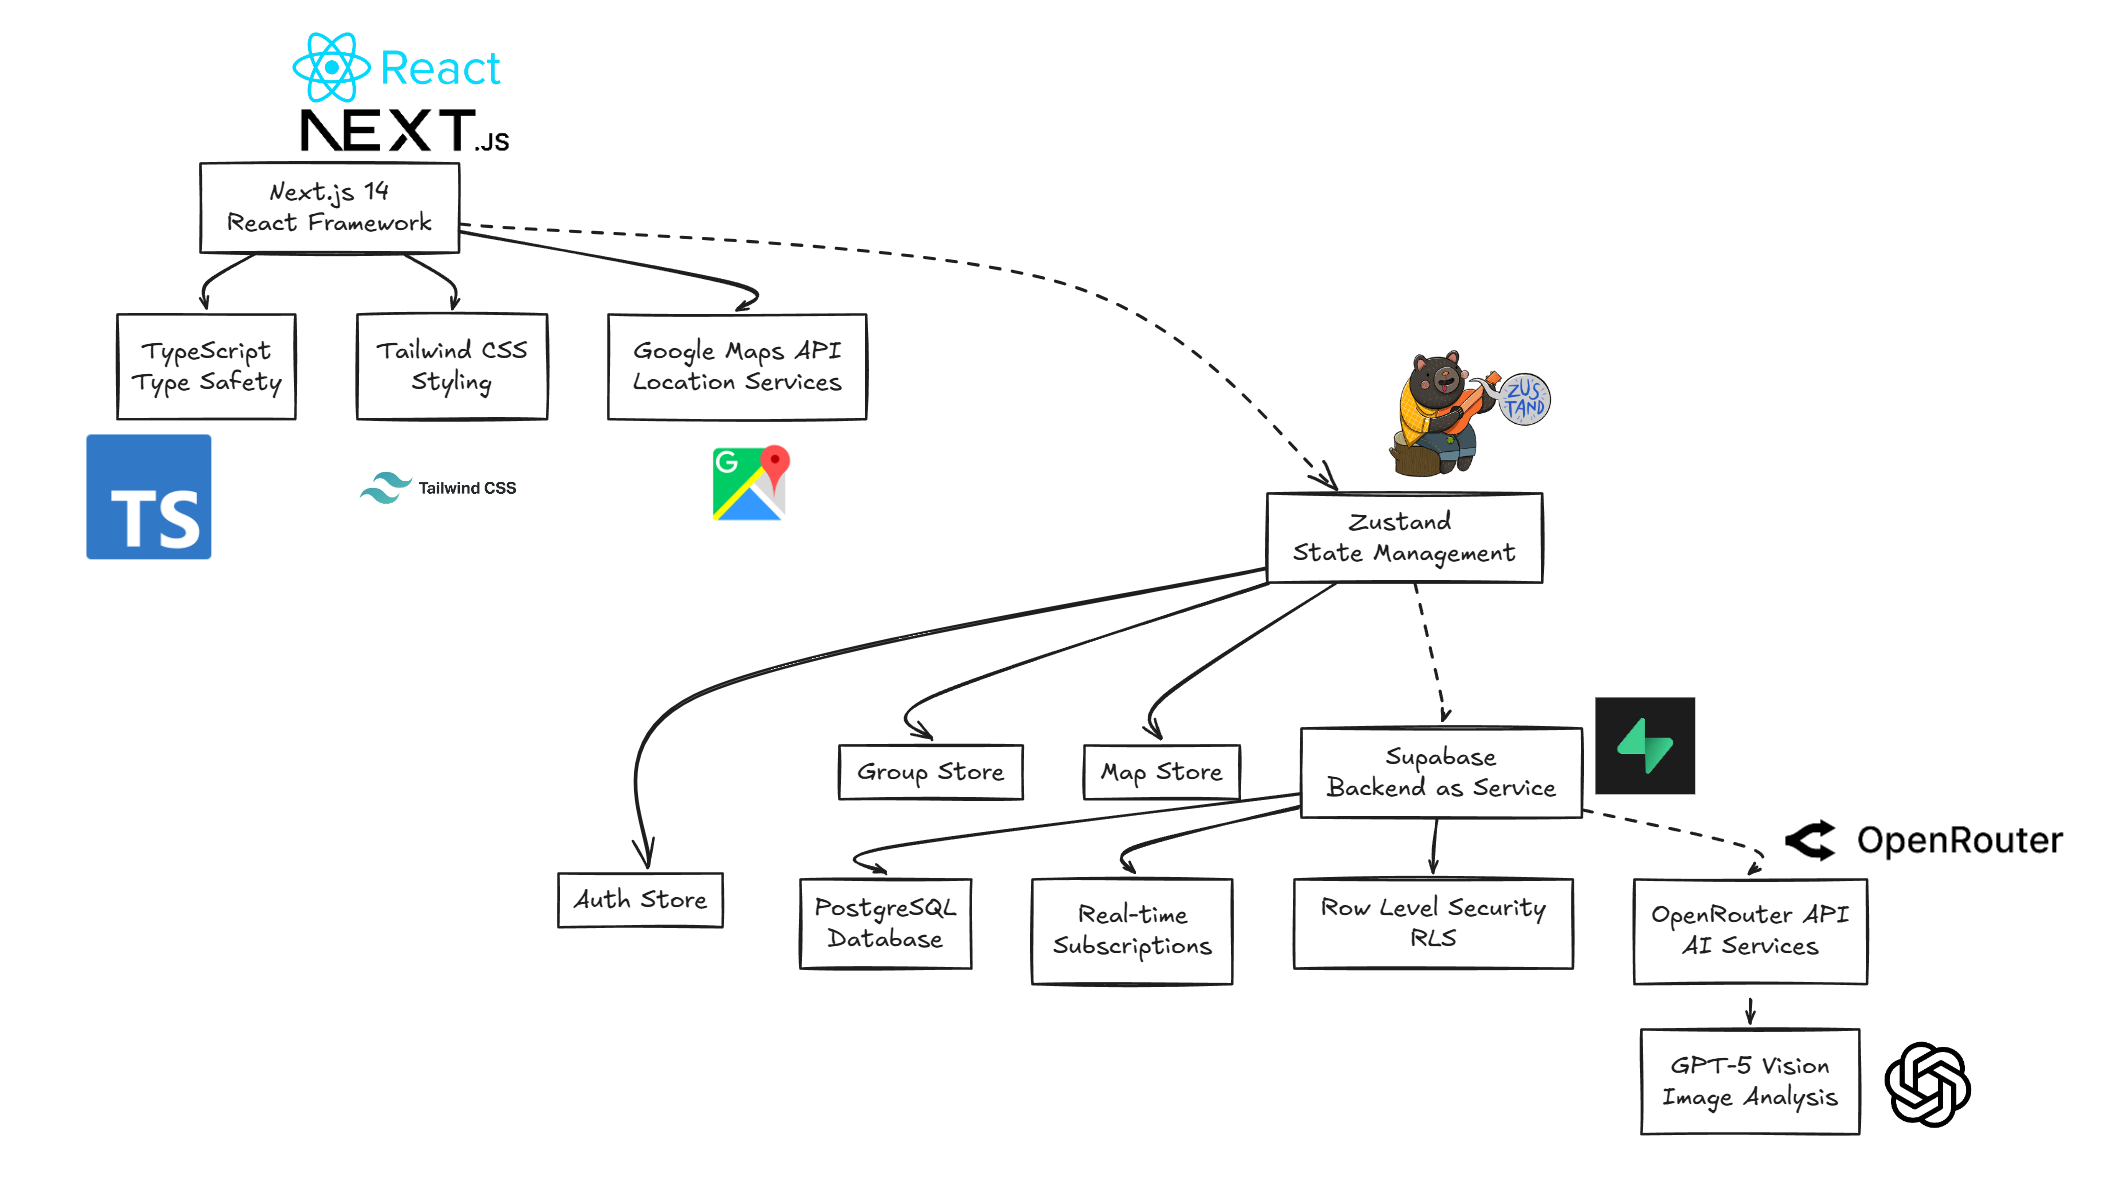 React
NEXT.JS
Next.js 14
React Framework
TypeScript
Type Safety
Tailwind CSS
Styling
Google Maps API
Location Services
TS
Tailwind CSS
G
ZUS
TAND
Zustand
State Management
Group Store
Map Store
Supabase
Backend as Service
OpenRouter
Auth Store
PostgreSQL
Database
Real-time
Subscriptions
Row Level Security
RLS
OpenRouter API
AI Services
GPT-5 Vision
Image Analysis